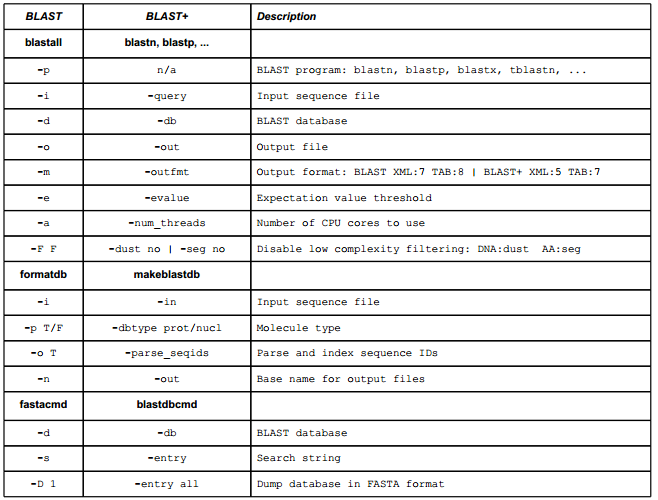 BLAST BLAST+ Description
blastall blastn, blastp, ...
-p n/a BLAST program: blastn, blastp, blastx, tblastn, ...
-i -query Input sequence file
-d -db BLAST database
-o -out Output file
-m -outfmt Output format: BLAST XML:7 TAB:8 | BLAST+ XML:5 TAB:7
-e -evalue Expectation value threshold
-a -num_threads Number of CPU cores to use
-F F -dust no | -seg no Disable low complexity filtering: DNA:dust AA:seg
formatdb makeblastdb
-i -in Input sequence file
-p T/F -dbtype prot/nucl Molecule type
-o T -parse_seqids Parse and index sequence IDs
-n -out Base name for output files
fastacmd blastdbcmd
-d -db BLAST database
-s -entry Search string
-D 1 -entry all Dump database in FASTA format